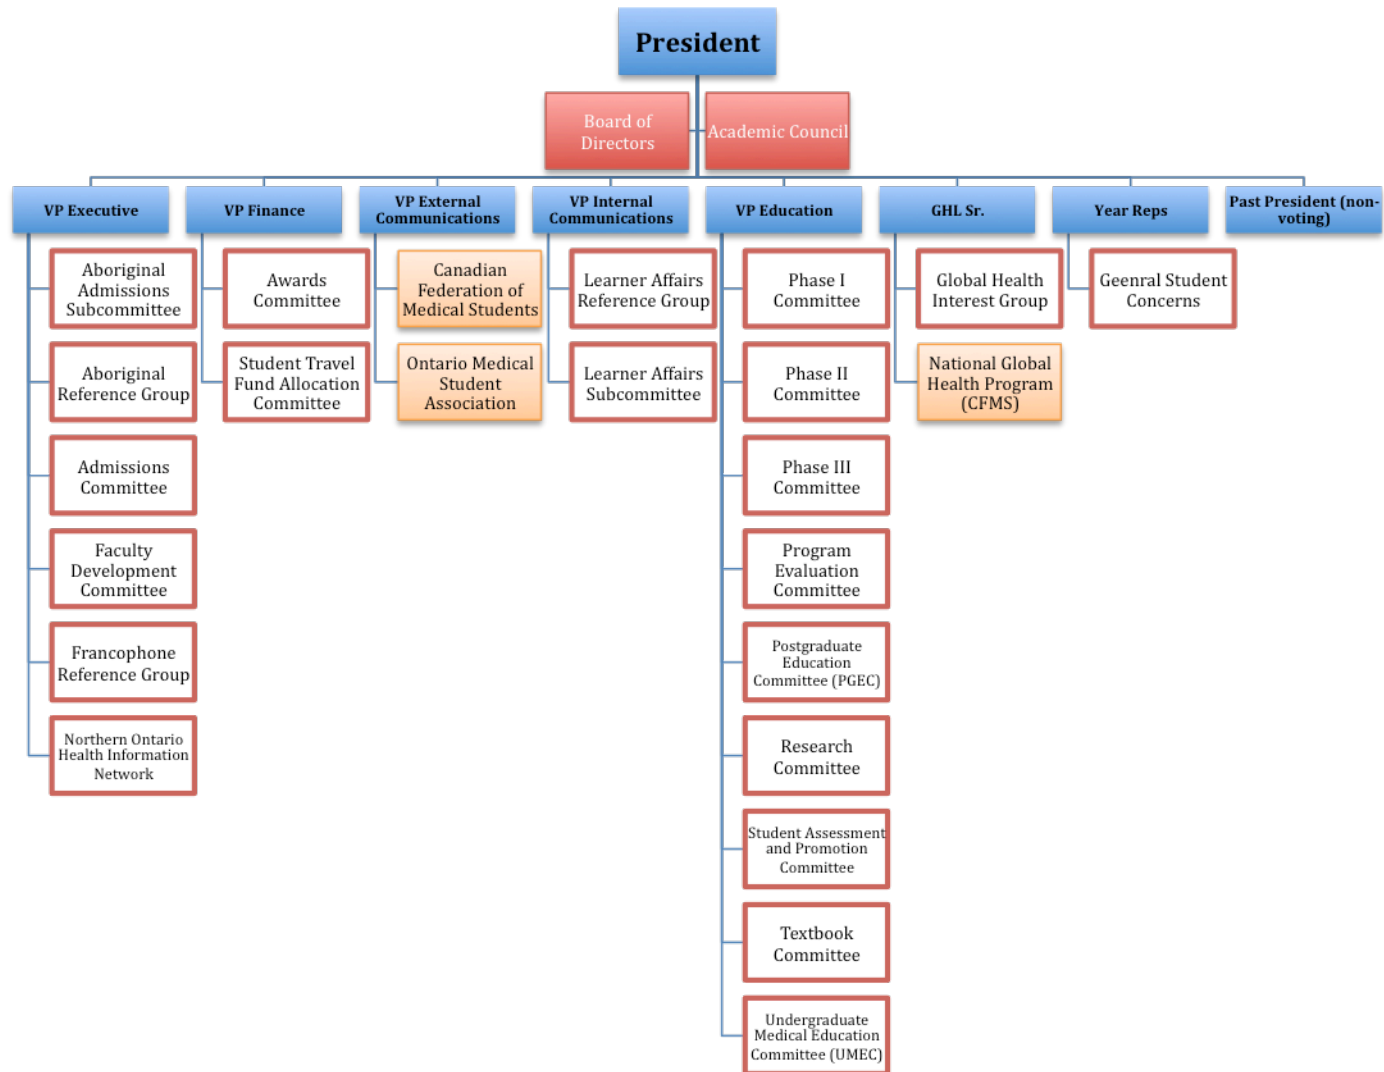 President
Board of
Directors
Academic Council
VP Executive
VP Finance
VP External
Communications
VP Internal
Communications
VP Education
GHL Sr.
Year Reps
Past President (non-
voting)
Aboriginal
Admissions
Subcommittee
Aboriginal
Reference Group
Admissions
Committee
Faculty
Development
Committee
Francophone
Reference Group
Northern Ontario
Health Information
Network
Awards
Committee
Student Travel
Fund Allocation
Committee
Canadian
Federation of
Medical Students
Ontario Medical
Student
Association
Learner Affairs
Reference Group
Learner Affairs
Subcommittee
Phase I
Committee
Phase II
Committee
Phase III
Committee
Program
Evaluation
Committee
Postgraduate
Education
Committee (PGEC)
Research
Committee
Student Assessment
and Promotion
Committee
Textbook
Committee
Undergraduate
Medical Education
Committee (UMEC)
Global Health
Interest Group
National Global
Health Program
(CFMS)
Geenral Student
Concerns